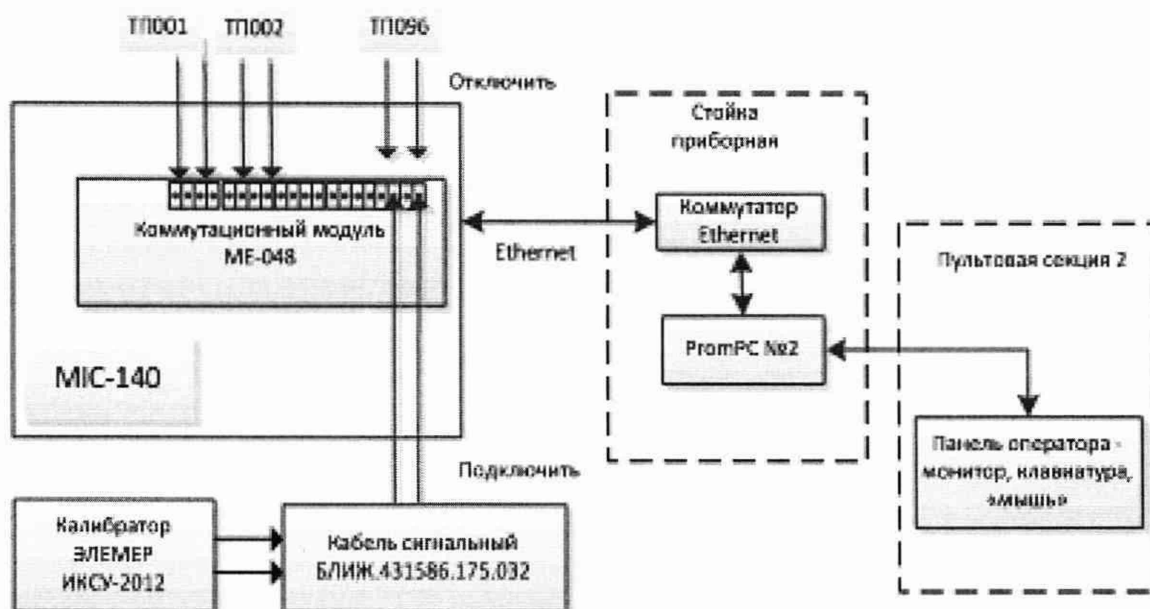 ТП001
ТП002
ТП096
Отключить
Стойка
приборная
Коммутационный модуль
МЕ-048
Ethernet
Коммутатор
Ethernet
Пультовая секция 2
PromPC №2
MIC-140
Панель оператора -
монитор, клавиатура,
«мышь»
Подключить
Калибратор
ЭЛЕМЕР
ИКСУ-2012
Кабель сигнальный
БЛИЖ.431586.175.032